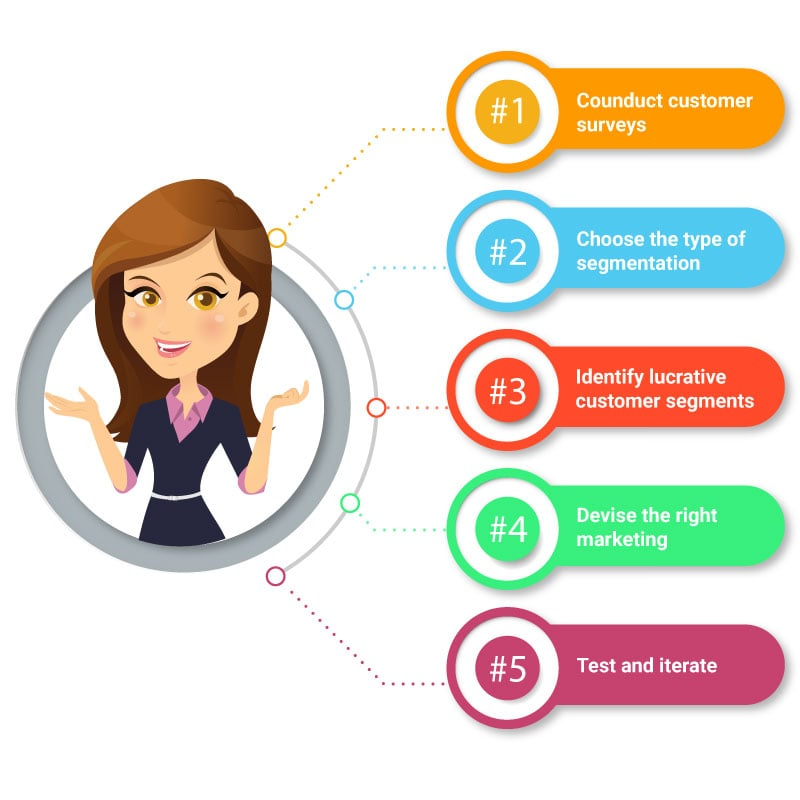 #1
Counduct customer
surveys
#2
Choose the type of
segmentation
#3
Identify lucrative
customer segments
#4
Devise the right
marketing
#5
Test and iterate